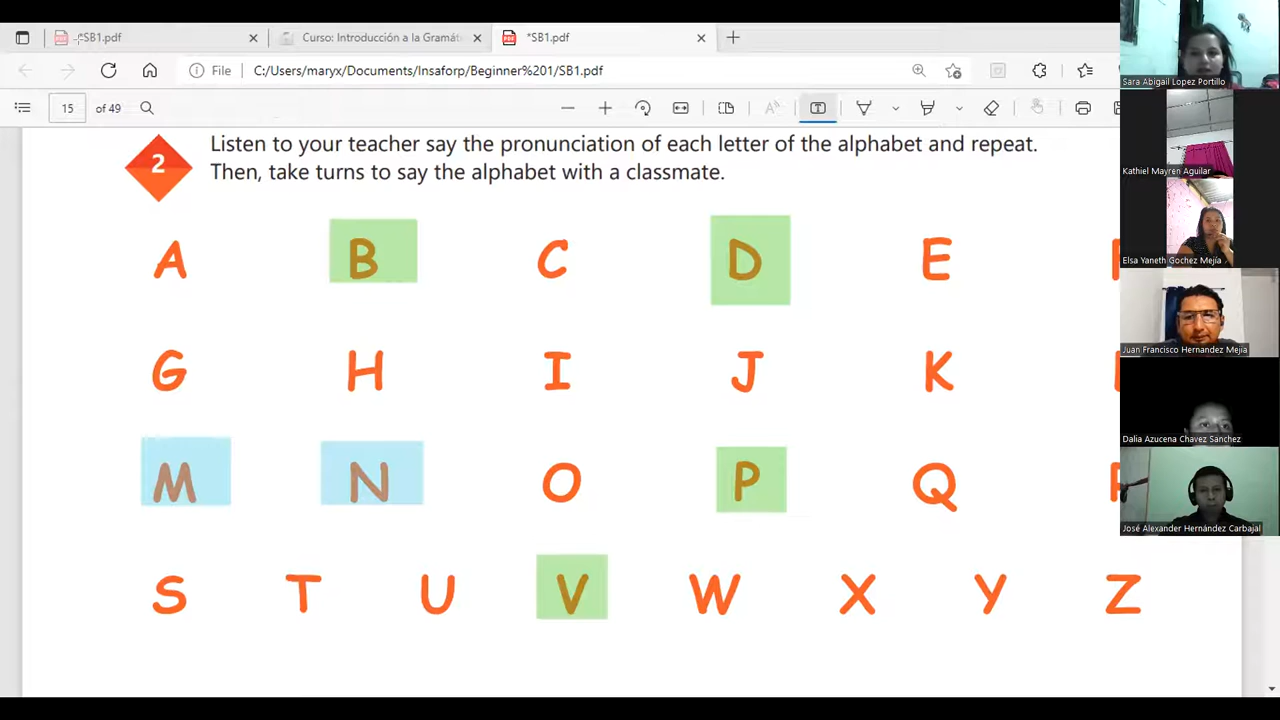 *SB1.pdf
Curso: Introducción a la Gramát
*SB1.pdf
File
C:/Users/maryx/Documents/Insaforp/Beginner%201/SB1.pdf
15 of 49
2
Listen to your teacher say the pronunciation of each letter of the alphabet and repeat.
Then, take turns to say the alphabet with a classmate.
A B C D E
G H I J K
M N O P Q
S T U V W X Y Z
Sara Abigail Lopez Portillo
Kathiel Mayren Aguilar
Elsa Yaneth Gochez Mejía
Juan Francisco Hernandez Mejia
Dalia Azucena Chavez Sanchez
José Alexander Hernández Carbajal